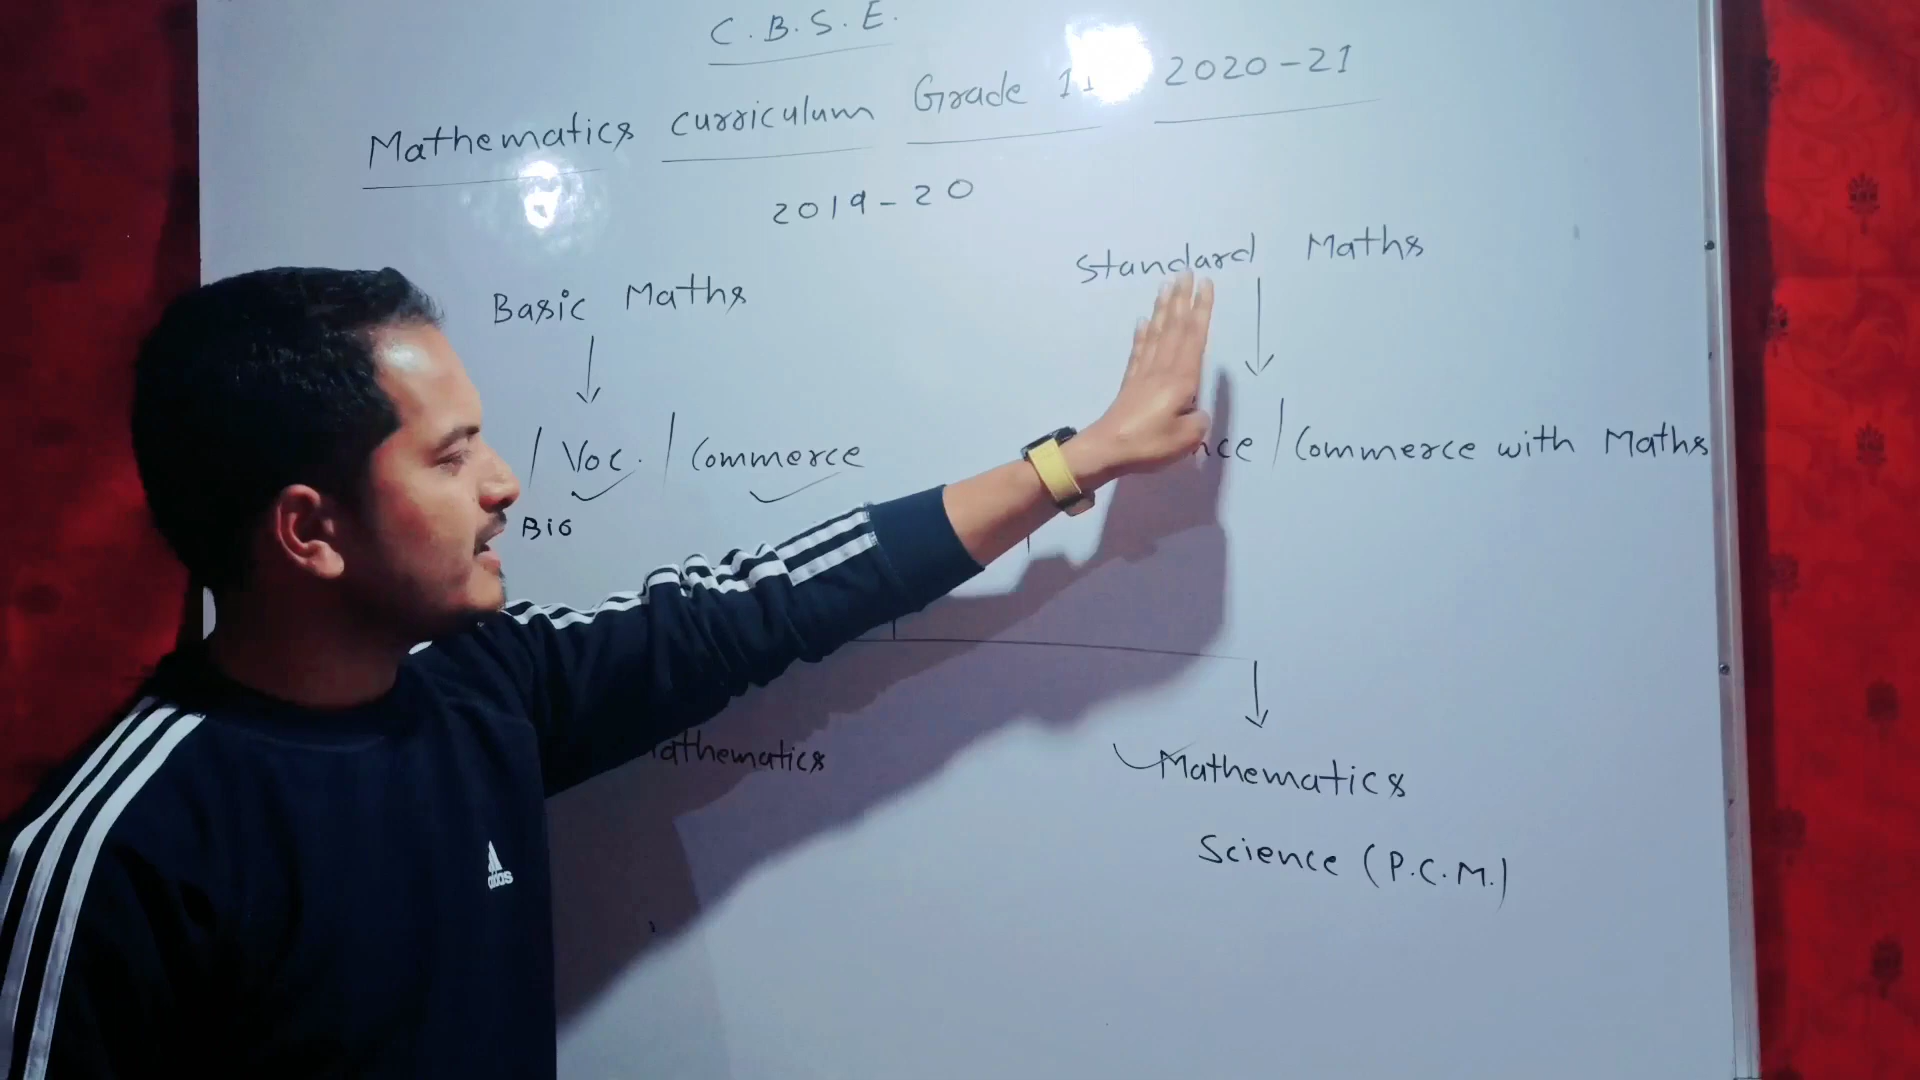 C.B.S.E.
Mathematics curriculum Grade 11 2020-21
2019-20
Basic Maths
Standard Maths
/ Voc. / Commerce
/ Commerce with Maths
Bio
Mathematics
Science (P.C.M.)
adidas